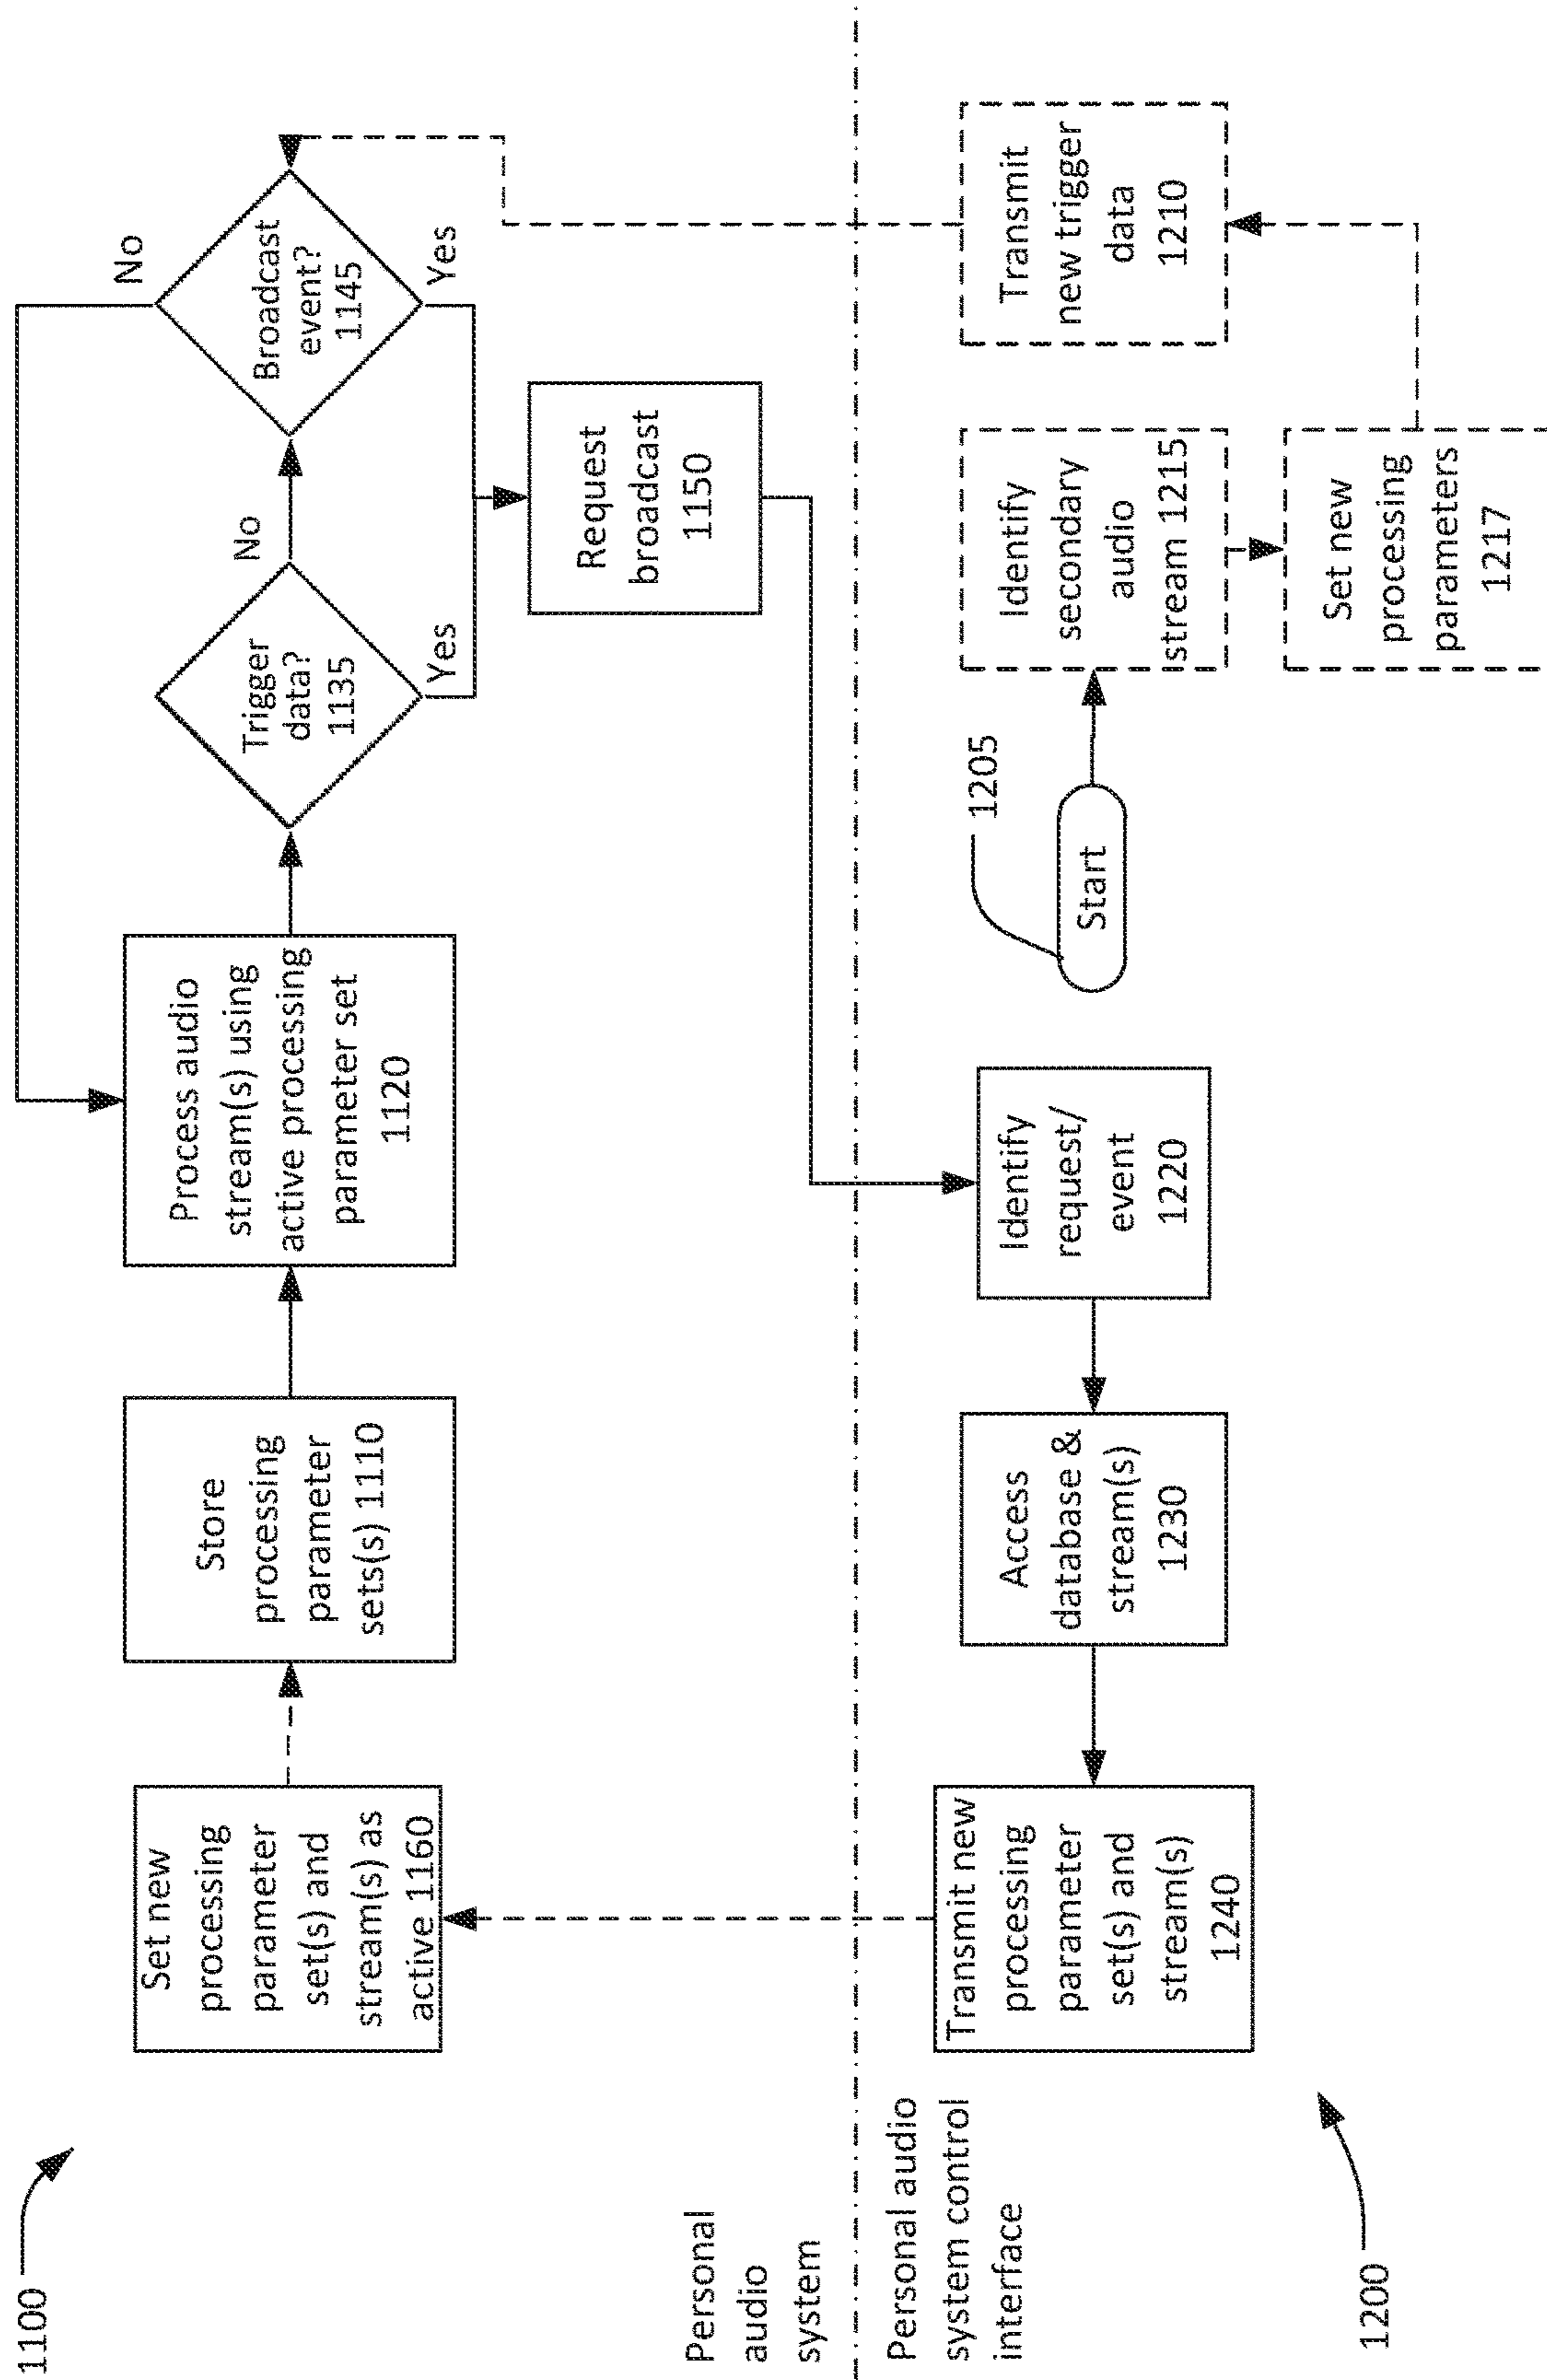 1100
Set new
processing
parameter
set(s) and
stream(s) as
active 1160
Store
processing
parameter
sets(s) 1110
Process audio
stream(s) using
active processing
parameter set
1120
Trigger
data?
1135
No
Yes
Broadcast
event?
1145
No
Yes
Request
broadcast
1150
Personal
audio
system
Personal audio
system control
interface
1200
Transmit new
processing
parameter
set(s) and
stream(s)
1240
Access
database &
stream(s)
1230
Identify
request/
event
1220
1205
Start
Identify
secondary
audio
stream 1215
Set new
processing
parameters
1217
Transmit
new trigger
data
1210